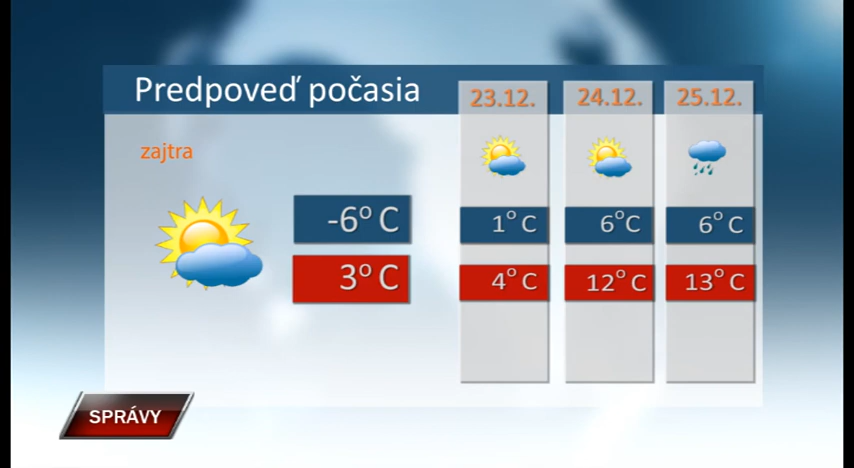 Predpoveď počasia
zajtra
-6° C
3° C
23.12.
1° C
4° C
24.12.
6°C
12° C
25.12.
6° C
13° C
SPRÁVY